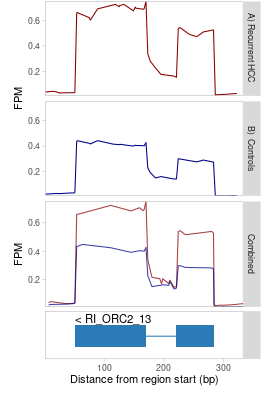 0.6
0.4
0.2
FPM
A) Recurrent HCC
0.6
0.4
0.2
B) Controls
0.6
0.4
0.2
FPM
Combined
< RI_ORC2_13
100
200
300
Distance from region start (bp)